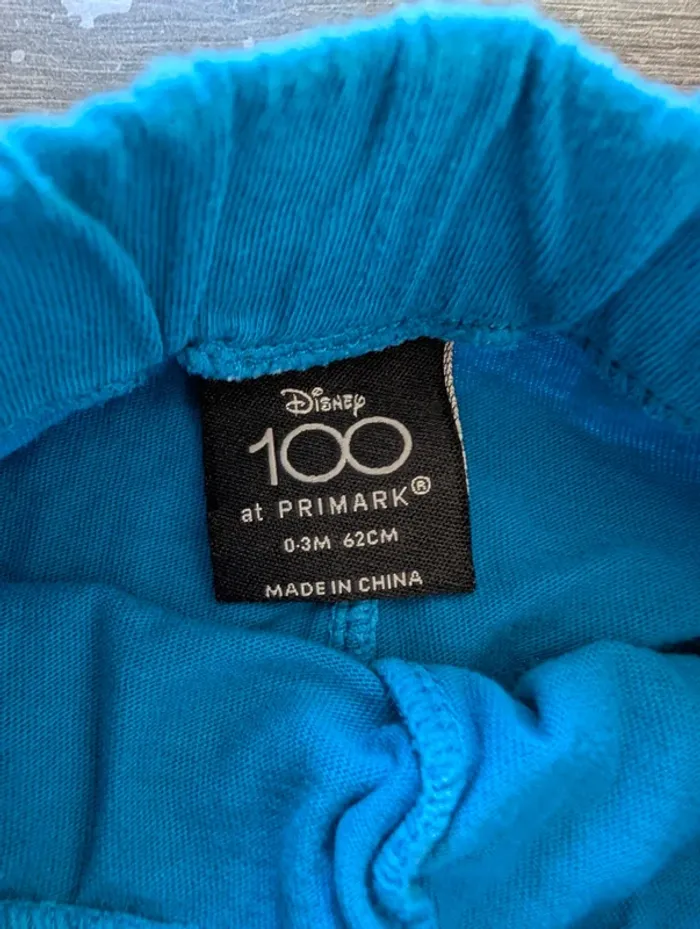 Disney
100
at PRIMARK®
0-3M 62CM
MADE IN CHINA